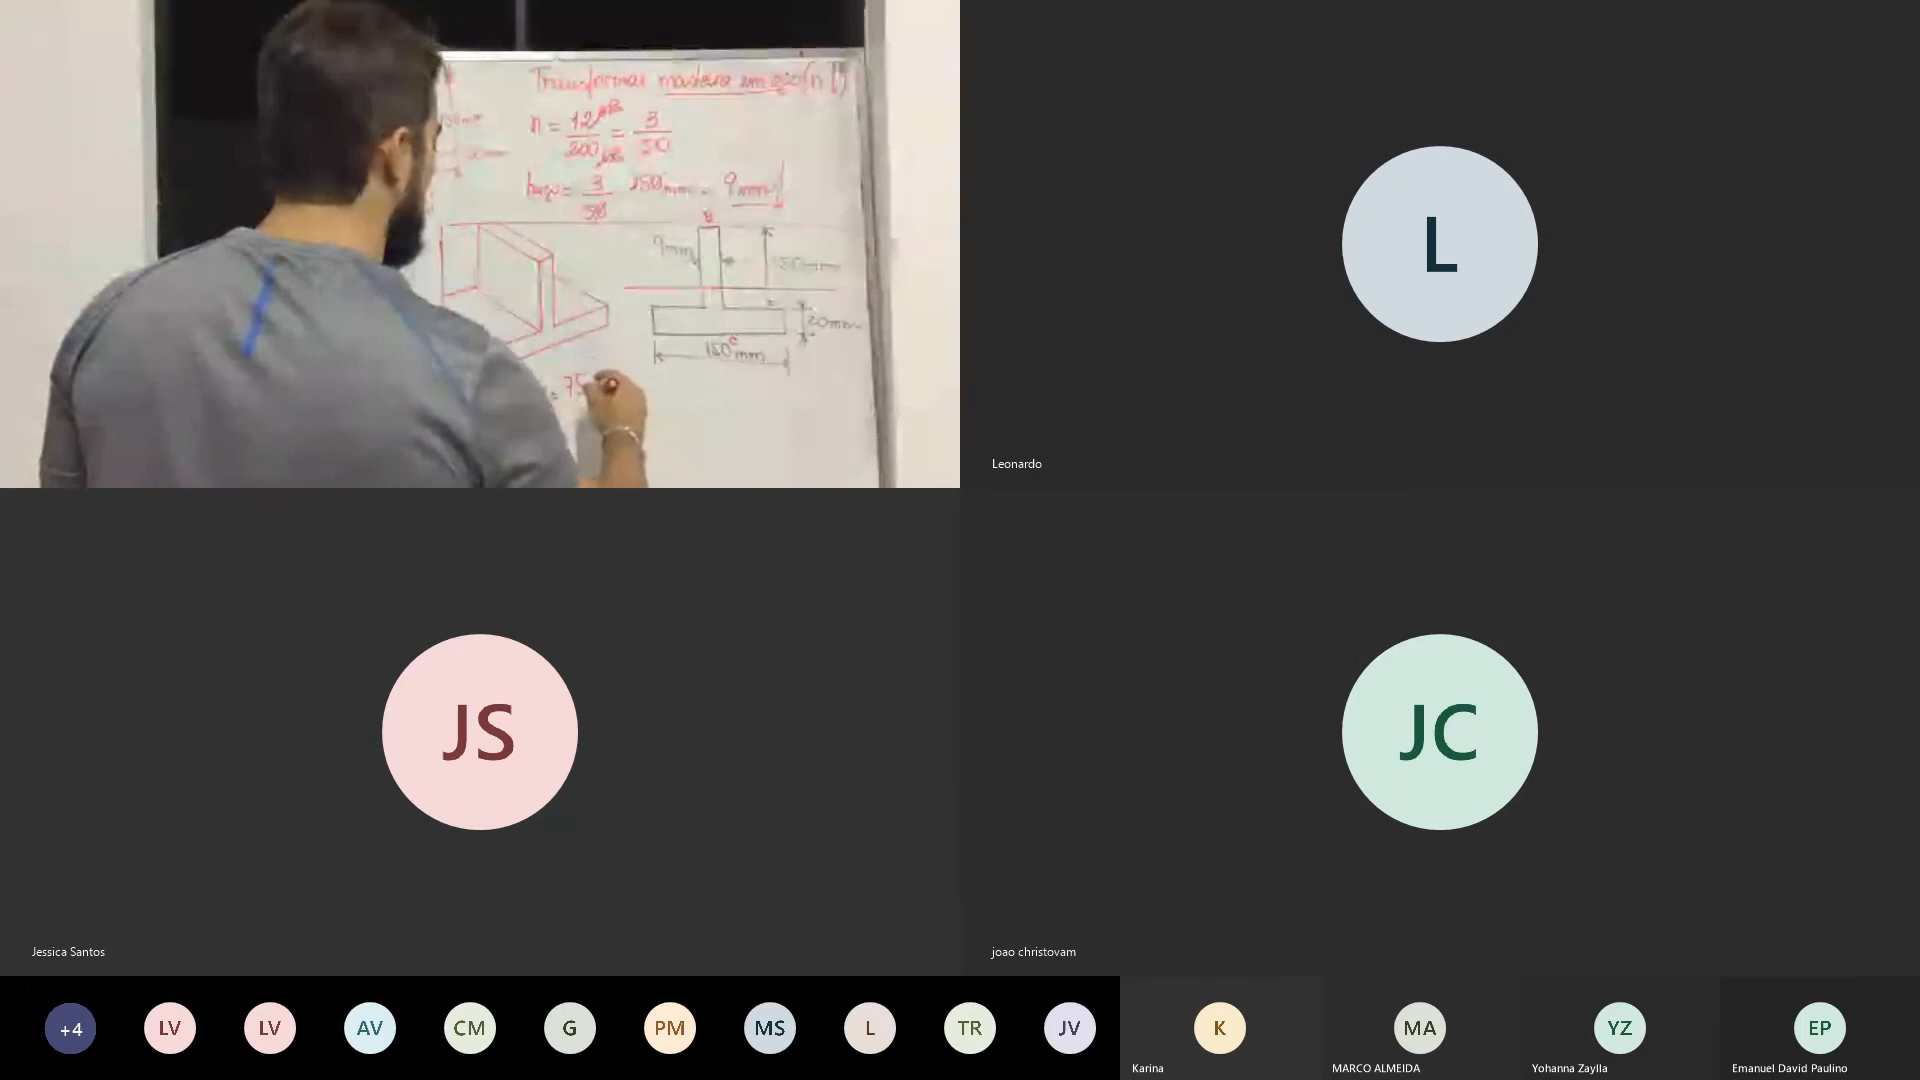 Transformar madeira em aço (n
n = 12 = 3
200 50
= 3 150mm = 9mm
50
9mm
150mm
20mm
150mm
= 75
L
Leonardo
JS
JC
Jessica Santos
joao christovam
+4 LV LV AV CM G PM MS L TR JV K MA YZ EP
Karina MARCO ALMEIDA Yohanna Zaylla Emanuel David Paulino